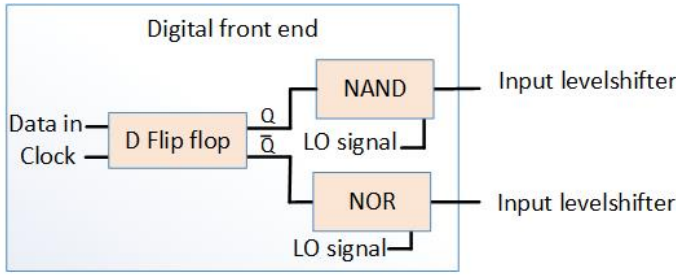 Digital front end
NAND
Input levelshifter
Q
Data in
D Flip flop
LO signal
Q̅
Clock
NOR
Input levelshifter
LO signal